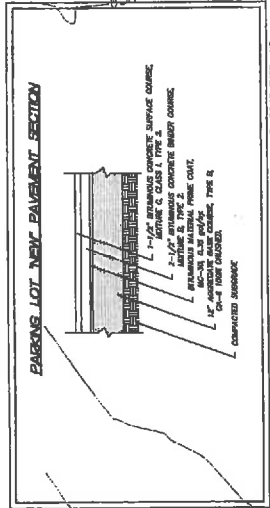 PARKING LOT "NEW" PAVEMENT SECTION
1-1/2" BITUMINOUS CONCRETE SURFACE COURSE,
MIXTURE C, CLASS I, TYPE 2.
2-1/2" BITUMINOUS CONCRETE BINDER COURSE,
MIXTURE B, TYPE 2.
BITUMINOUS MATERIAL PRIME COAT,
MC-30, 0.35 gal/sy
12" AGGREGATE BASE COURSE, TYPE B,
CA-6 100% CRUSHED.
COMPACTED SUBGRADE